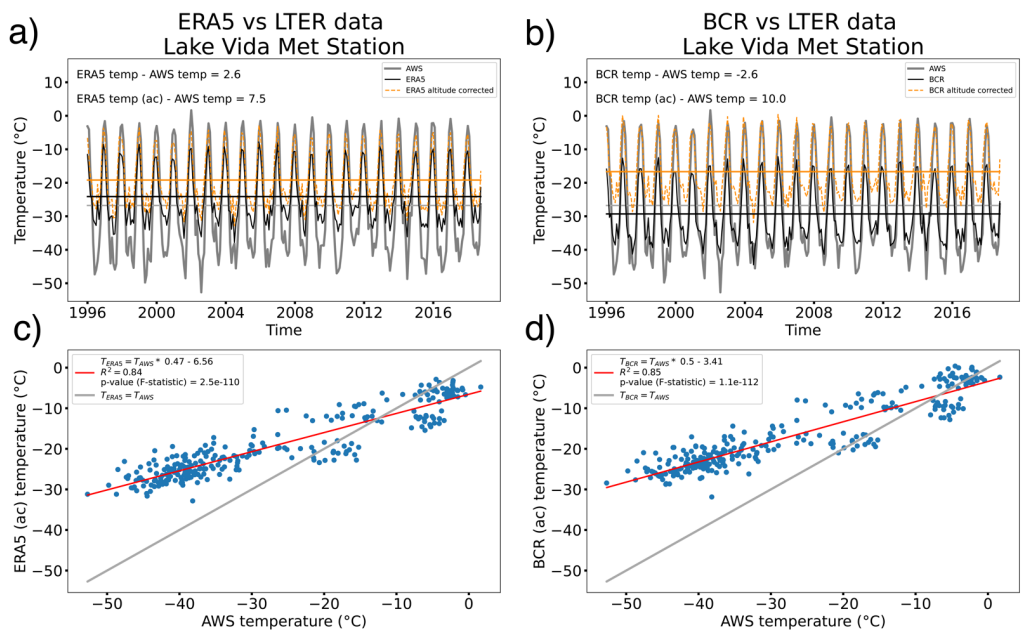 a)
ERA5 vs LTER data
Lake Vida Met Station
ERA5 temp - AWS temp = 2.6
ERA5 temp (ac) - AWS temp = 7.5
AWS
ERA5
ERA5 altitude corrected
Temperature (°C)
10
0
−10
−20
−30
−40
−50
1996
2000
2004
2008
2012
2016
Time
b)
BCR vs LTER data
Lake Vida Met Station
BCR temp - AWS temp = -2.6
BCR temp (ac) - AWS temp = 10.0
AWS
BCR
BCR altitude corrected
Temperature (°C)
10
0
−10
−20
−30
−40
−50
1996
2000
2004
2008
2012
2016
Time
c)
T_ERA5 = T_AWS * 0.47 - 6.56
R² = 0.84
p-value (F-statistic) = 2.5e-110
T_ERA5 = T_AWS
ERA5 (ac) temperature (°C)
0
−10
−20
−30
−40
−50
−50
−40
−30
−20
−10
0
AWS temperature (°C)
d)
T_BCR = T_AWS * 0.5 - 3.41
R² = 0.85
p-value (F-statistic) = 1.1e-112
T_BCR = T_AWS
BCR (ac) temperature (°C)
0
−10
−20
−30
−40
−50
−50
−40
−30
−20
−10
0
AWS temperature (°C)